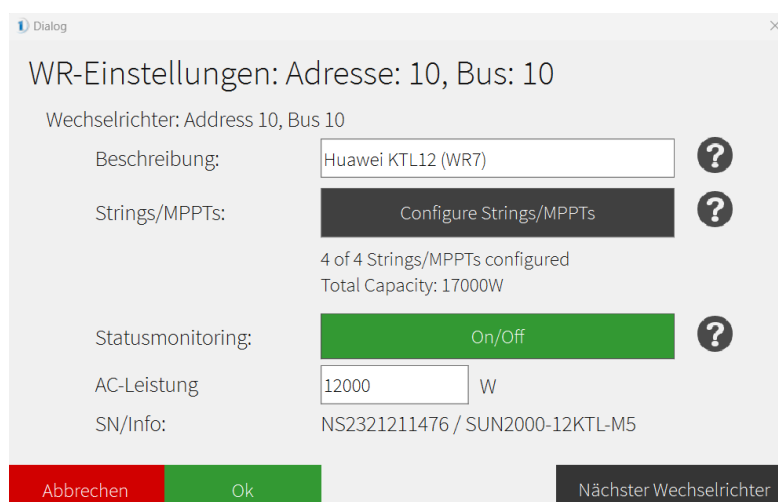 Dialog
WR-Einstellungen: Adresse: 10, Bus: 10
Wechselrichter: Address 10, Bus 10
Beschreibung: Huawei KTL12 (WR7) ?
Strings/MPPTs: Configure Strings/MPPTs ?
4 of 4 Strings/MPPTs configured
Total Capacity: 17000W
Statusmonitoring: On/Off ?
AC-Leistung 12000 W
SN/Info: NS2321211476 / SUN2000-12KTL-M5
Abbrechen Ok Nächster Wechselrichter